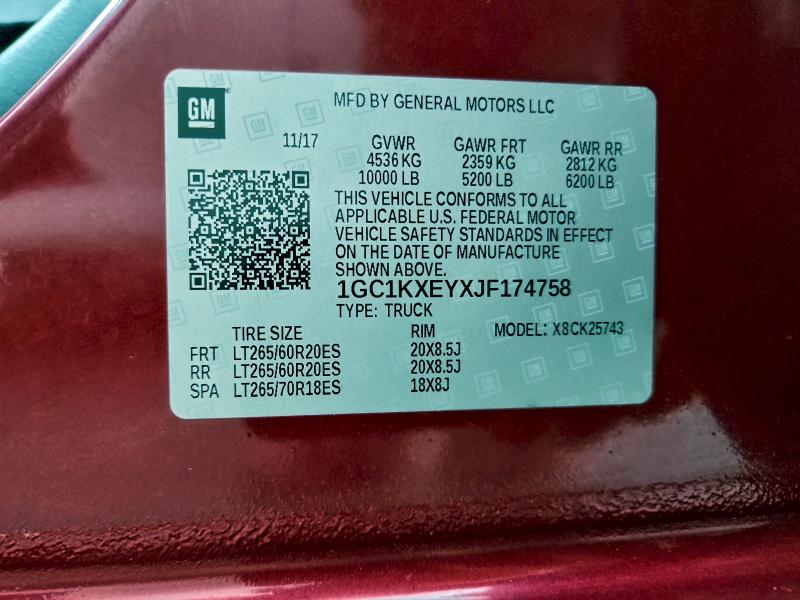 GM
MFD BY GENERAL MOTORS LLC
11/17 GVWR GAWR FRT GAWR RR
4536 KG 2359 KG 2812 KG
10000 LB 5200 LB 6200 LB
THIS VEHICLE CONFORMS TO ALL
APPLICABLE U.S. FEDERAL MOTOR
VEHICLE SAFETY STANDARDS IN EFFECT
ON THE DATE OF MANUFACTURE
SHOWN ABOVE.
1GC1KXEYXJF174758
TYPE: TRUCK
TIRE SIZE RIM MODEL: X8CK25743
FRT LT265/60R20ES 20X8.5J
RR LT265/60R20ES 20X8.5J
SPA LT265/70R18ES 18X8J